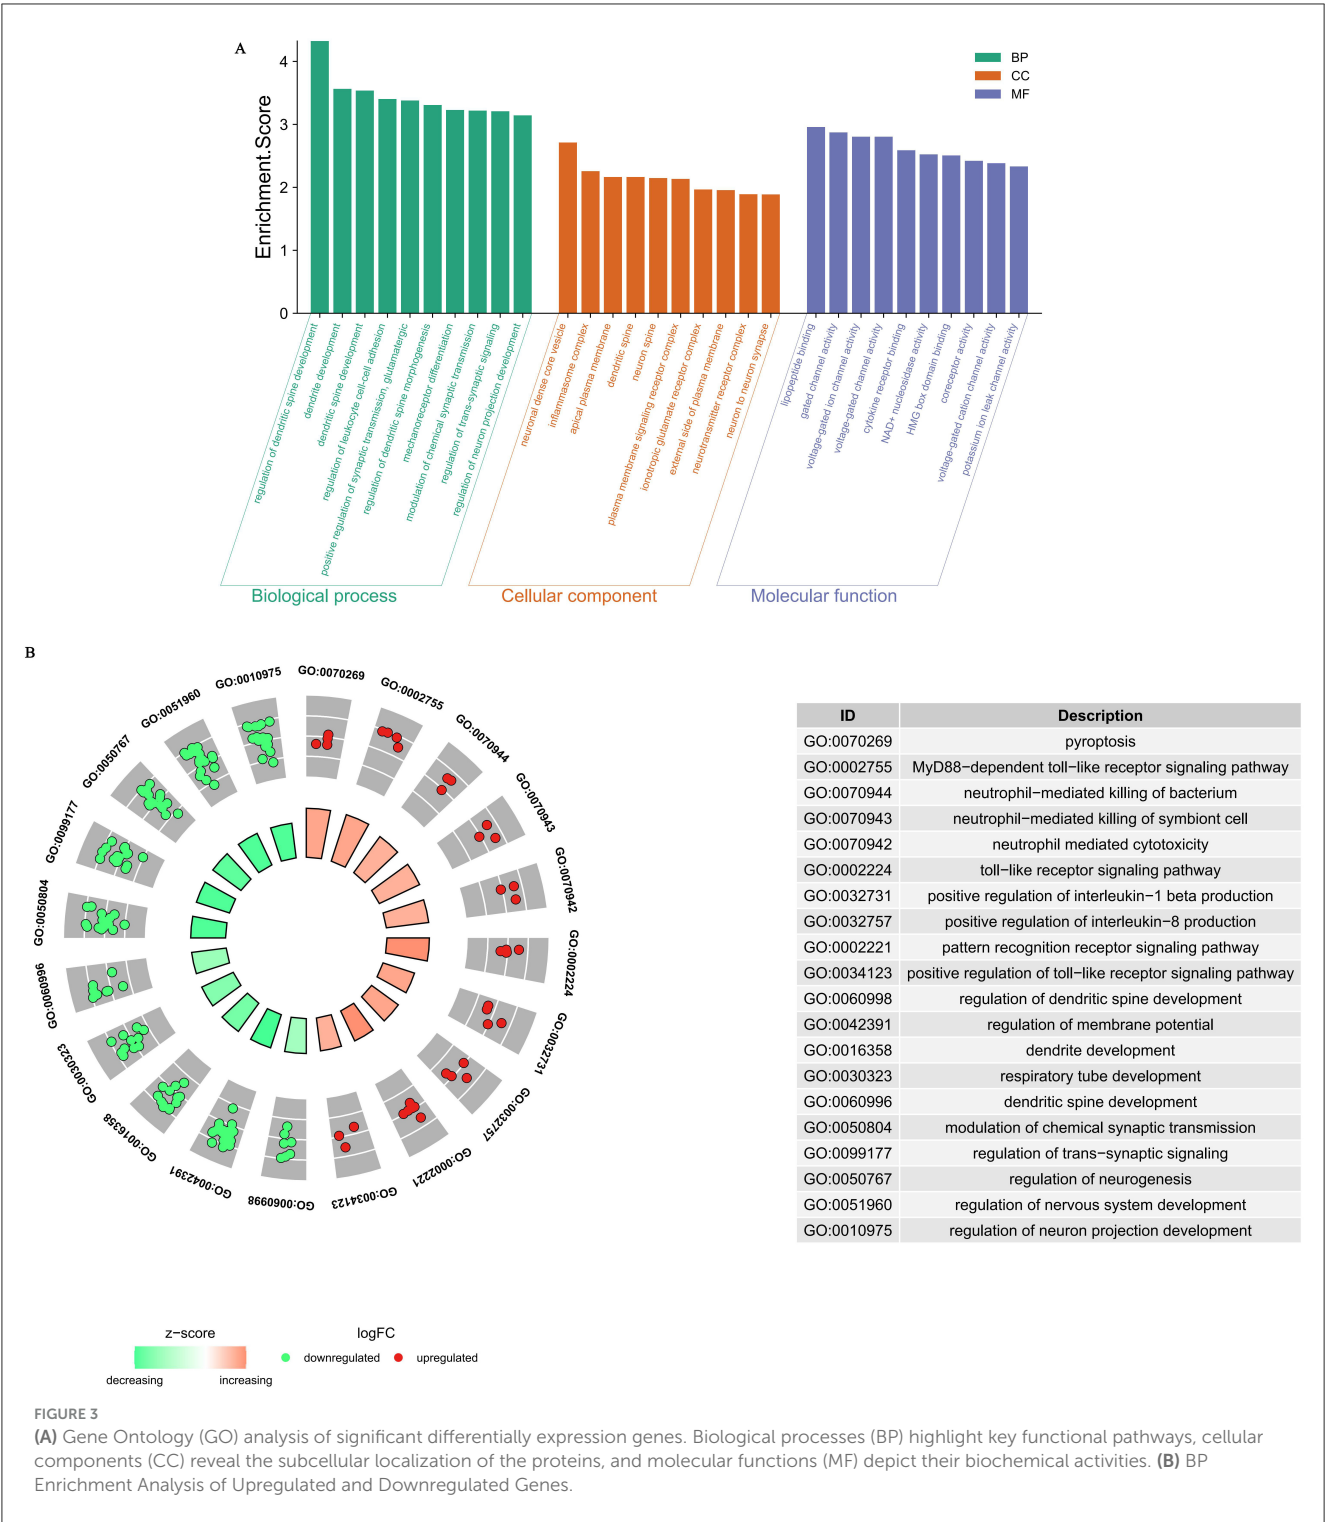 A
Enrichment.Score
4
3
2
1
0
BP
CC
MF
regulation of dendritic spine development
dendrite development
dendritic spine development
regulation of leukocyte cell-cell adhesion
positive regulation of synaptic transmission, glutamatergic
regulation of dendritic spine morphogenesis
mechanoreceptor differentiation
modulation of chemical synaptic transmission
regulation of trans-synaptic signaling
regulation of neuron projection development
neuronal dense core vesicle
inflammasome complex
apical plasma membrane
dendritic spine
neuron spine
plasma membrane signaling receptor complex
ionotropic glutamate receptor complex
external side of plasma membrane
neurotransmitter receptor complex
neuron to neuron synapse
lipopeptide binding
gated channel activity
voltage-gated ion channel activity
voltage-gated channel activity
cytokine receptor binding
NAD+ nucleosidase activity
HMG box domain binding
coreceptor activity
voltage-gated cation channel activity
potassium ion leak channel activity
Biological process
Cellular component
Molecular function
B
GO:0070269
GO:0002755
GO:0070944
GO:0070943
GO:0070942
GO:0002224
GO:0032731
GO:0032757
GO:0002221
GO:0034123
GO:0060998
GO:0042391
GO:0016358
GO:0030323
GO:0060996
GO:0050804
GO:0099177
GO:0050767
GO:0051960
GO:0010975
ID Description
GO:0070269 pyroptosis
GO:0002755 MyD88−dependent toll−like receptor signaling pathway
GO:0070944 neutrophil−mediated killing of bacterium
GO:0070943 neutrophil−mediated killing of symbiont cell
GO:0070942 neutrophil mediated cytotoxicity
GO:0002224 toll−like receptor signaling pathway
GO:0032731 positive regulation of interleukin−1 beta production
GO:0032757 positive regulation of interleukin−8 production
GO:0002221 pattern recognition receptor signaling pathway
GO:0034123 positive regulation of toll−like receptor signaling pathway
GO:0060998 regulation of dendritic spine development
GO:0042391 regulation of membrane potential
GO:0016358 dendrite development
GO:0030323 respiratory tube development
GO:0060996 dendritic spine development
GO:0050804 modulation of chemical synaptic transmission
GO:0099177 regulation of trans−synaptic signaling
GO:0050767 regulation of neurogenesis
GO:0051960 regulation of nervous system development
GO:0010975 regulation of neuron projection development
z−score
decreasing increasing
logFC
downregulated upregulated
FIGURE 3
(A) Gene Ontology (GO) analysis of significant differentially expression genes. Biological processes (BP) highlight key functional pathways, cellular
components (CC) reveal the subcellular localization of the proteins, and molecular functions (MF) depict their biochemical activities. (B) BP
Enrichment Analysis of Upregulated and Downregulated Genes.